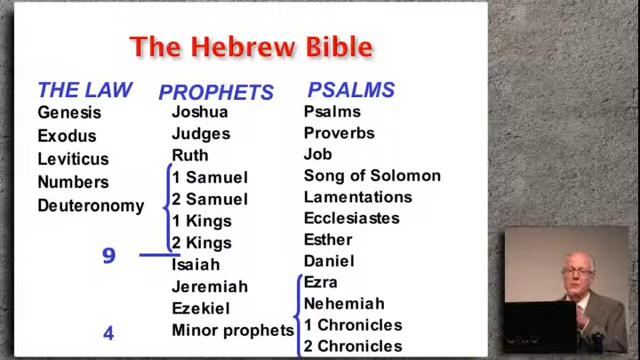 The Hebrew Bible
THE LAW
Genesis
Exodus
Leviticus
Numbers
Deuteronomy
9
4
PROPHETS
Joshua
Judges
Ruth
1 Samuel
2 Samuel
1 Kings
2 Kings
Isaiah
Jeremiah
Ezekiel
Minor prophets
PSALMS
Psalms
Proverbs
Job
Song of Solomon
Lamentations
Ecclesiastes
Esther
Daniel
Ezra
Nehemiah
1 Chronicles
2 Chronicles